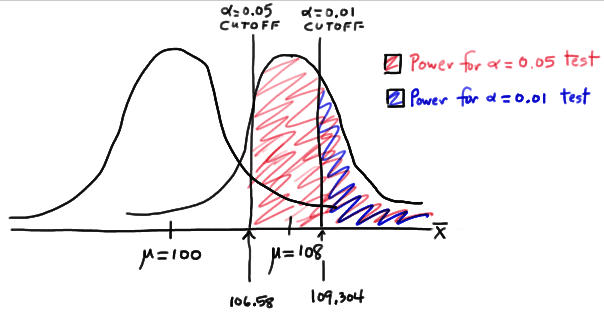 α=0.05
CUTOFF
α=0.01
CUTOFF
Power for α=0.05 test
Power for α=0.01 test
X̅
μ=100
μ=108
106.58
109.304